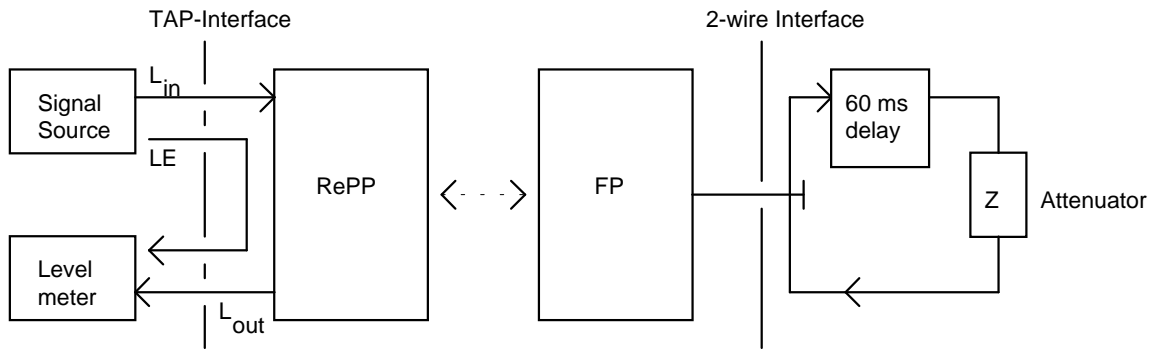 TAP-Interface
2-wire Interface
L in
Signal
Source
LE
RePP
FP
60 ms
delay
Z
Attenuator
Level
meter
L out